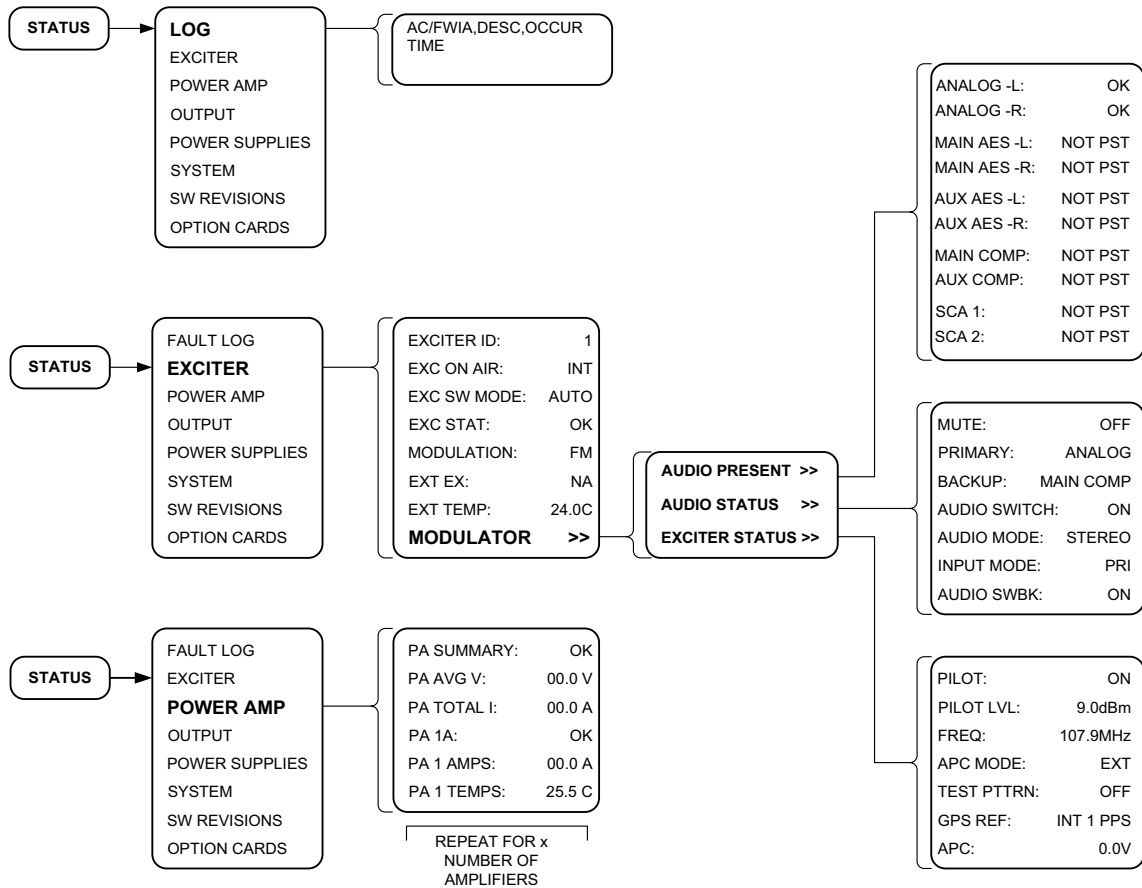 STATUS
LOG
EXCITER
POWER AMP
OUTPUT
POWER SUPPLIES
SYSTEM
SW REVISIONS
OPTION CARDS
AC/FWIA,DESC,OCCUR
TIME
STATUS
FAULT LOG
EXCITER
POWER AMP
OUTPUT
POWER SUPPLIES
SYSTEM
SW REVISIONS
OPTION CARDS
EXCITER ID: 1
EXC ON AIR: INT
EXC SW MODE: AUTO
EXC STAT: OK
MODULATION: FM
EXT EX: NA
EXT TEMP: 24.0C
MODULATOR >>
AUDIO PRESENT >>
AUDIO STATUS >>
EXCITER STATUS >>
ANALOG -L: OK
ANALOG -R: OK
MAIN AES -L: NOT PST
MAIN AES -R: NOT PST
AUX AES -L: NOT PST
AUX AES -R: NOT PST
MAIN COMP: NOT PST
AUX COMP: NOT PST
SCA 1: NOT PST
SCA 2: NOT PST
MUTE: OFF
PRIMARY: ANALOG
BACKUP: MAIN COMP
AUDIO SWITCH: ON
AUDIO MODE: STEREO
INPUT MODE: PRI
AUDIO SWBK: ON
PILOT: ON
PILOT LVL: 9.0dBm
FREQ: 107.9MHz
APC MODE: EXT
TEST PTTRN: OFF
GPS REF: INT 1 PPS
APC: 0.0V
STATUS
FAULT LOG
EXCITER
POWER AMP
OUTPUT
POWER SUPPLIES
SYSTEM
SW REVISIONS
OPTION CARDS
PA SUMMARY: OK
PA AVG V: 00.0 V
PA TOTAL I: 00.0 A
PA 1A: OK
PA 1 AMPS: 00.0 A
PA 1 TEMPS: 25.5 C
REPEAT FOR x
NUMBER OF
AMPLIFIERS